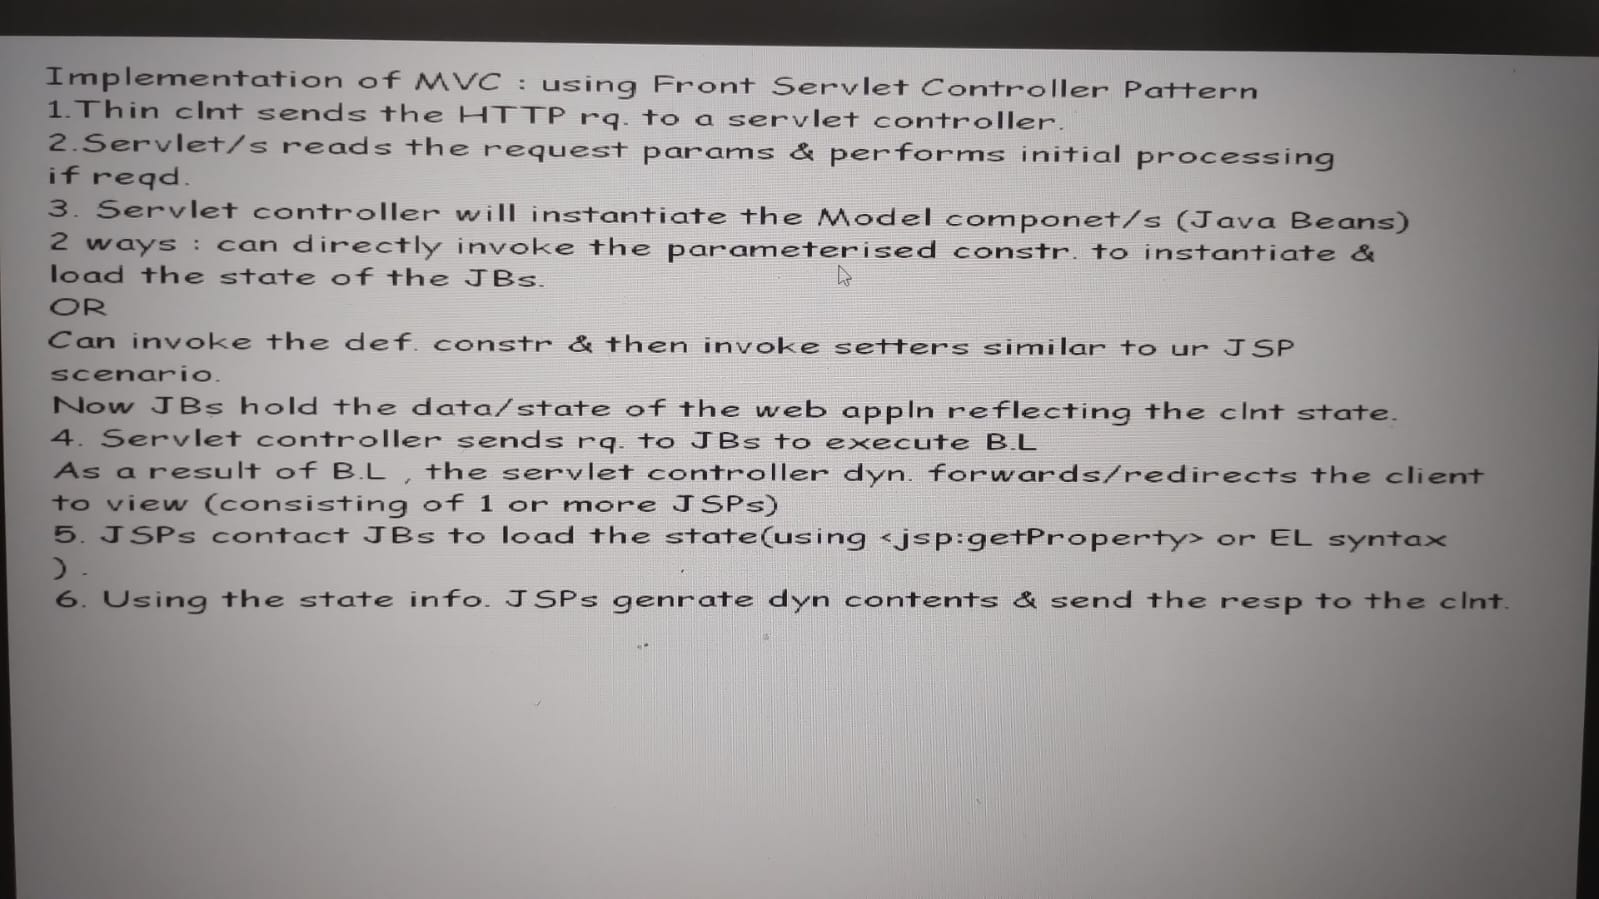 Implementation of MVC : using Front Servlet Controller Pattern
1.Thin clnt sends the HTTP rq. to a servlet controller.
2.Servlet/s reads the request params & performs initial processing
if reqd.
3. Servlet controller will instantiate the Model componet/s (Java Beans)
2 ways : can directly invoke the parameterised constr. to instantiate &
load the state of the JBs.
OR
Can invoke the def. constr & then invoke setters similar to ur JSP
scenario.
Now JBs hold the data/state of the web appln reflecting the clnt state.
4. Servlet controller sends rq. to JBs to execute B.L
As a result of B.L , the servlet controller dyn. forwards/redirects the client
to view (consisting of 1 or more JSPs)
5. JSPs contact JBs to load the state(using <jsp:getProperty> or EL syntax
) .
6. Using the state info. JSPs genrate dyn contents & send the resp to the clnt.